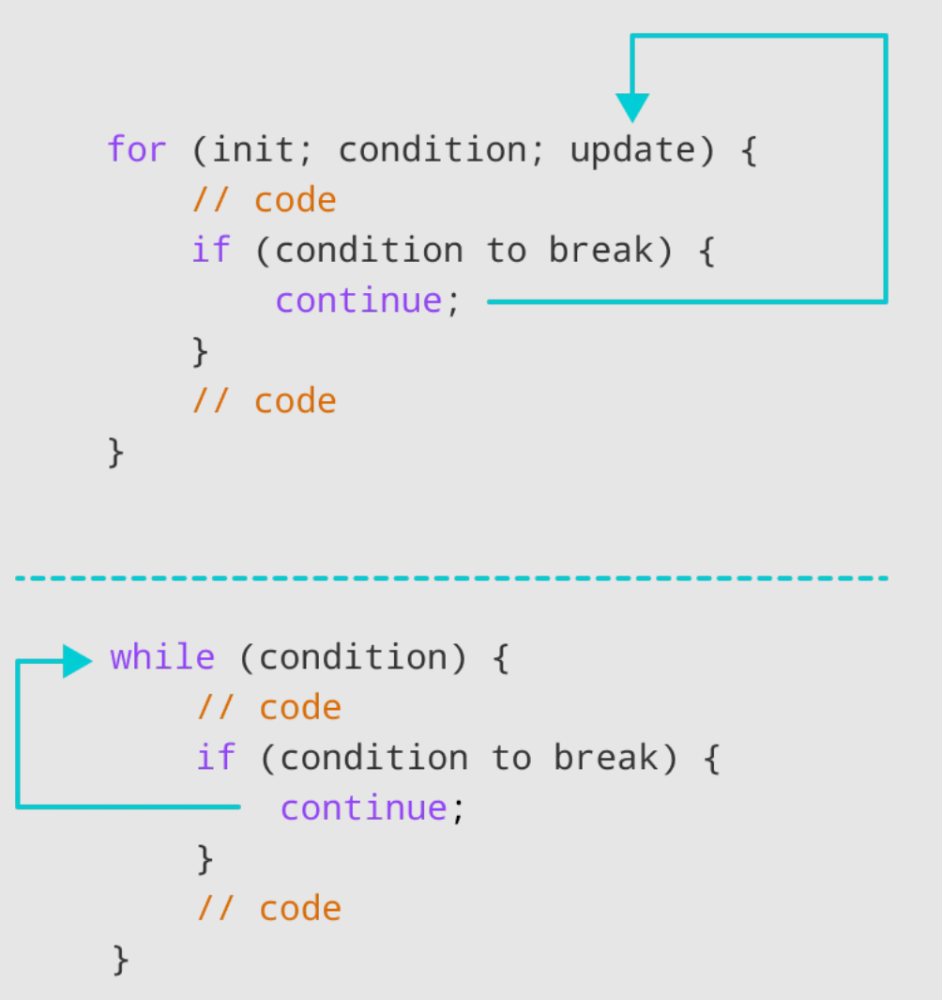 for (init; condition; update) {
    // code
    if (condition to break) {
        continue;
    }
    // code
}
while (condition) {
    // code
    if (condition to break) {
        continue;
    }
    // code
}